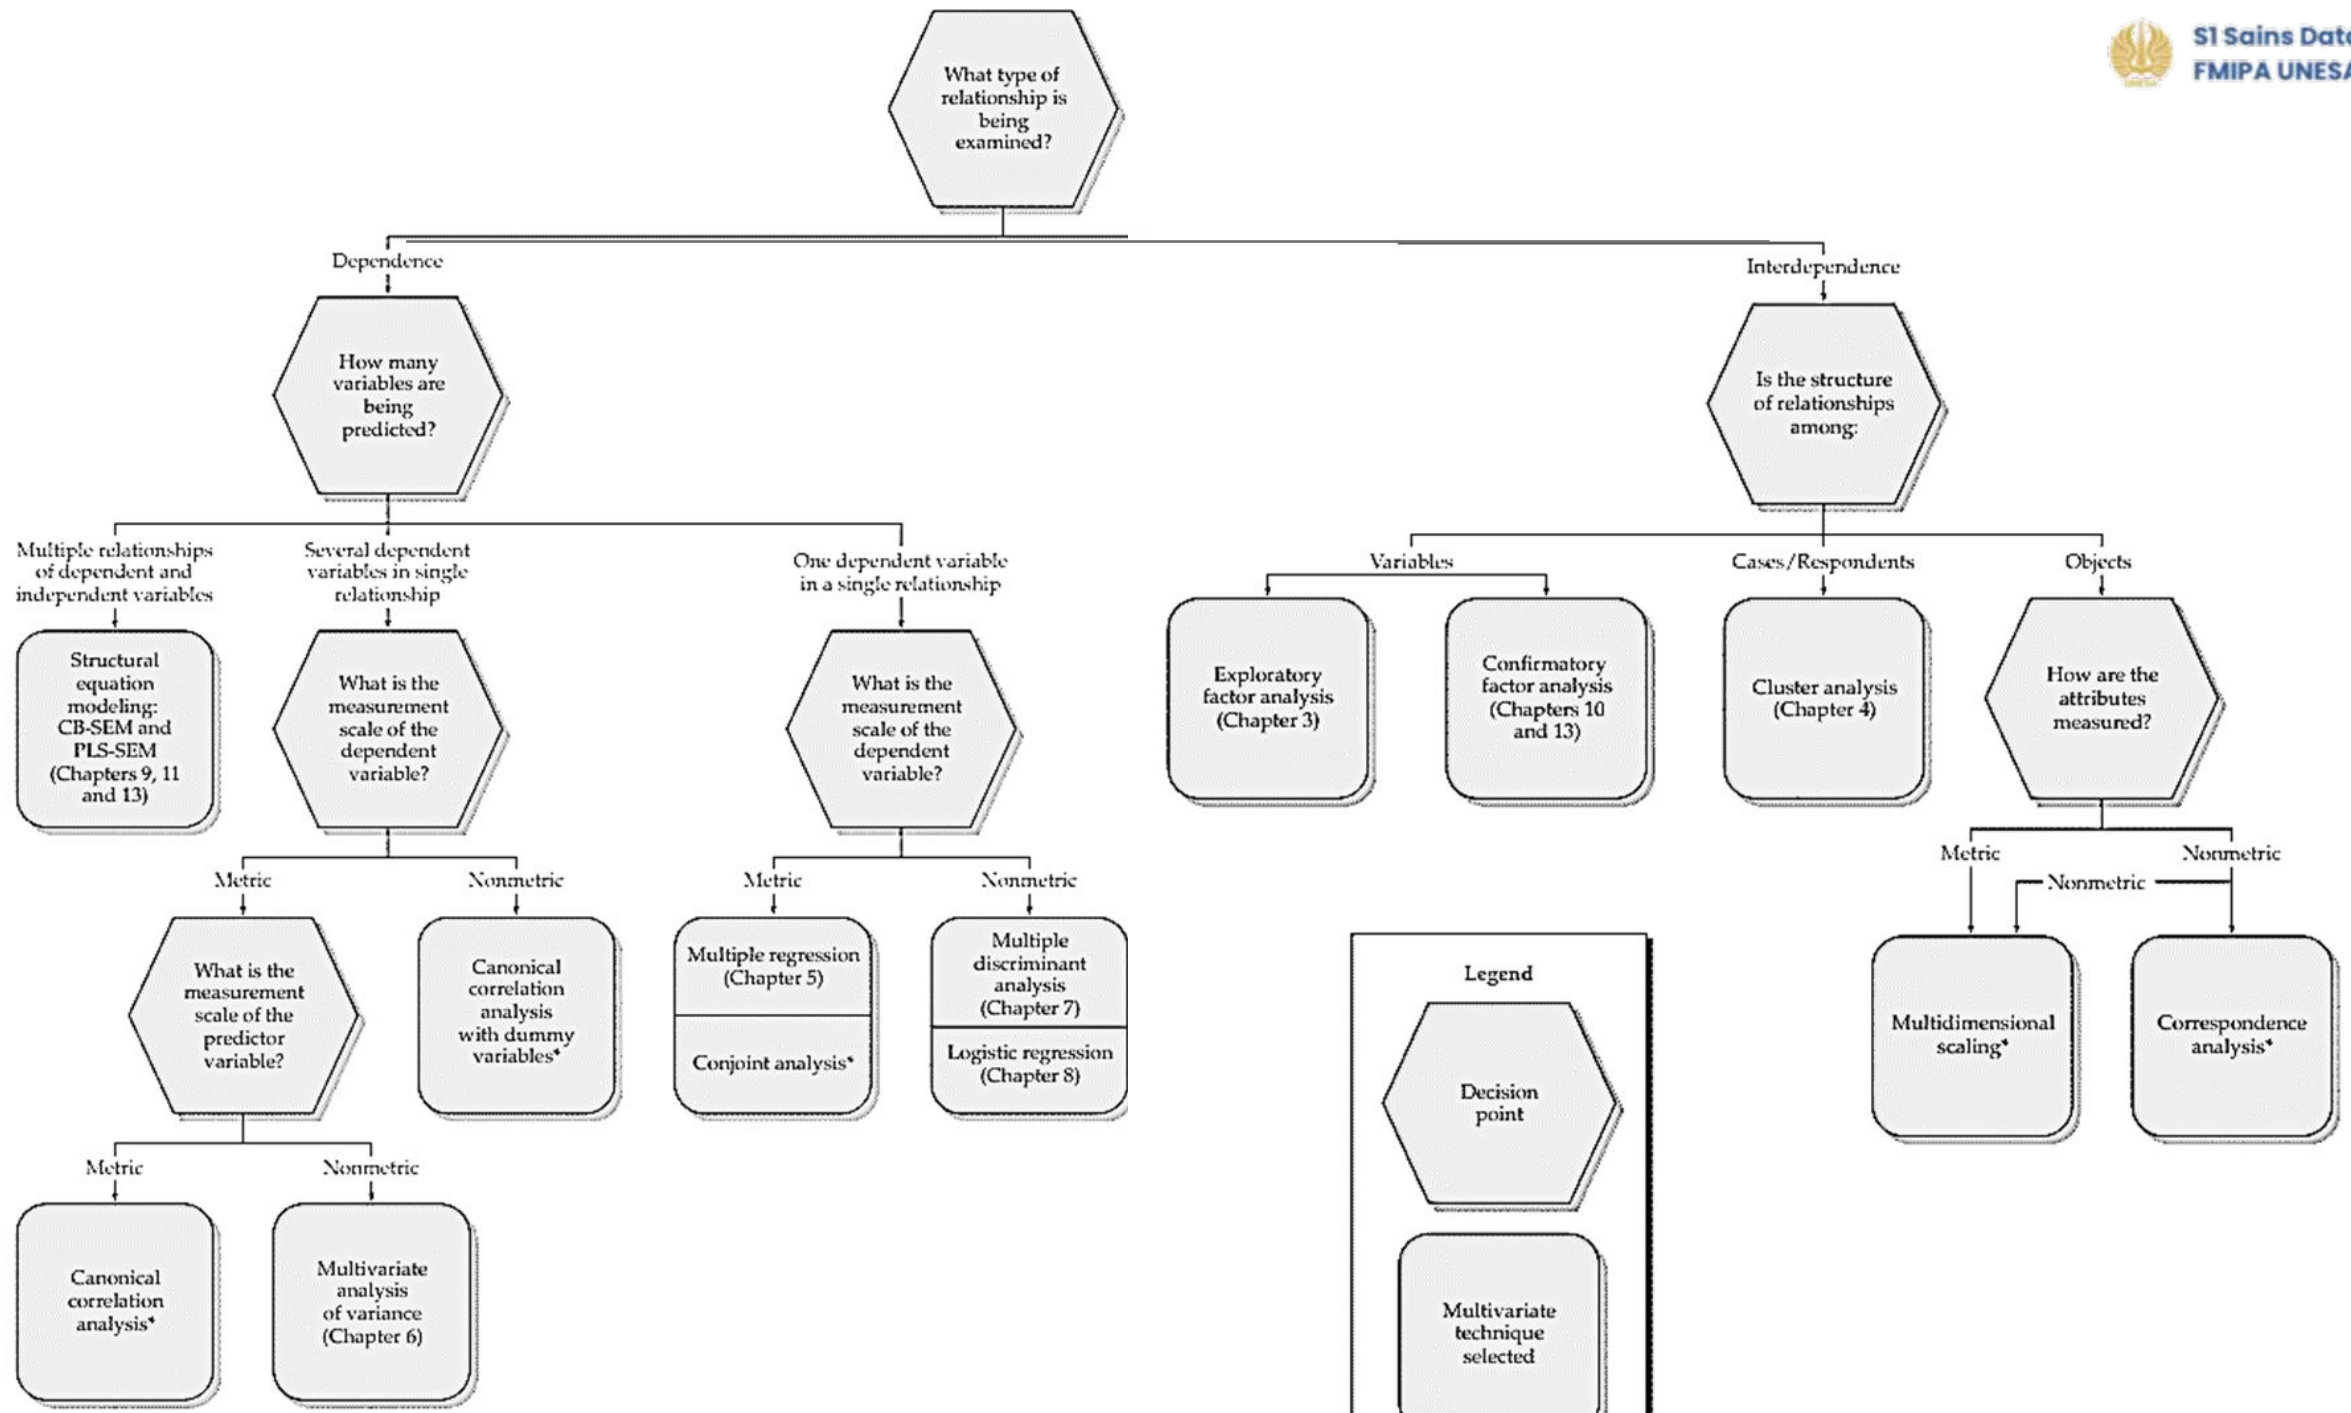 S1 Sains Data
FMIPA UNESA
What type of
relationship is
being
examined?
Dependence
Interdependence
How many
variables are
being
predicted?
Is the structure
of relationships
among:
Multiple relationships
of dependent and
independent variables
Several dependent
variables in single
relationship
One dependent variable
in a single relationship
Variables
Cases/Respondents
Objects
Structural
equation
modeling:
CB-SEM and
PLS-SEM
(Chapters 9, 11
and 13)
What is the
measurement
scale of the
dependent
variable?
What is the
measurement
scale of the
dependent
variable?
Exploratory
factor analysis
(Chapter 3)
Confirmatory
factor analysis
(Chapters 10
and 13)
Cluster analysis
(Chapter 4)
How are the
attributes
measured?
Metric
Nonmetric
Metric
Nonmetric
Metric
Nonmetric
Nonmetric
What is the
measurement
scale of the
predictor
variable?
Canonical
correlation
analysis
with dummy
variables*
Multiple regression
(Chapter 5)
Conjoint analysis*
Multiple
discriminant
analysis
(Chapter 7)
Logistic regression
(Chapter 8)
Legend
Decision
point
Multivariate
technique
selected
Multidimensional
scaling*
Correspondence
analysis*
Metric
Nonmetric
Canonical
correlation
analysis*
Multivariate
analysis
of variance
(Chapter 6)